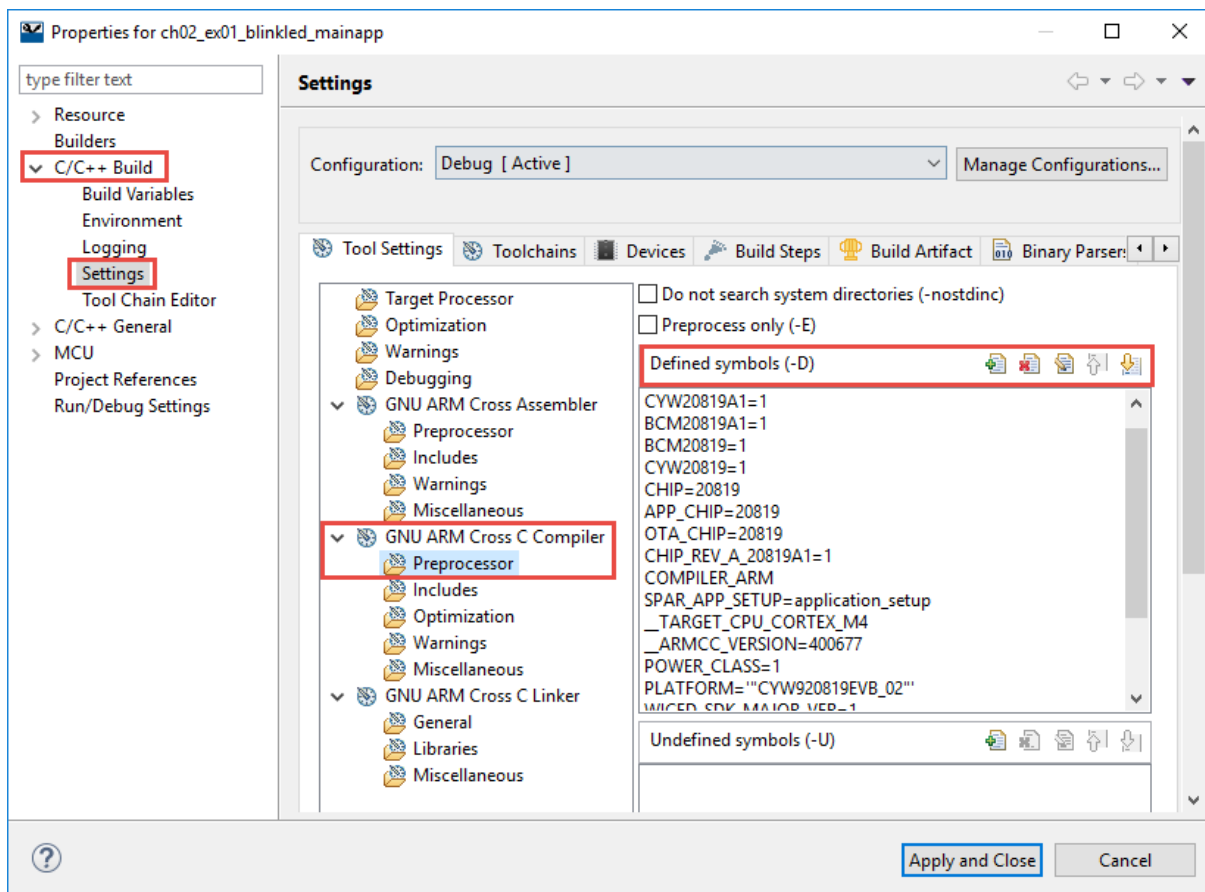 Properties for ch02_ex01_blinkled_mainapp
type filter text
Resource
Builders
C/C++ Build
Build Variables
Environment
Logging
Settings
Tool Chain Editor
C/C++ General
MCU
Project References
Run/Debug Settings
Settings
Configuration: Debug [ Active ] Manage Configurations...
Tool Settings Toolchains Devices Build Steps Build Artifact Binary Parser:
Target Processor
Optimization
Warnings
Debugging
GNU ARM Cross Assembler
Preprocessor
Includes
Warnings
Miscellaneous
GNU ARM Cross C Compiler
Preprocessor
Includes
Optimization
Warnings
Miscellaneous
GNU ARM Cross C Linker
General
Libraries
Miscellaneous
Do not search system directories (-nostdinc)
Preprocess only (-E)
Defined symbols (-D)
CYW20819A1=1
BCM20819A1=1
BCM20819=1
CYW20819=1
CHIP=20819
APP_CHIP=20819
OTA_CHIP=20819
CHIP_REV_A_20819A1=1
COMPILER_ARM
SPAR_APP_SETUP=application_setup
__TARGET_CPU_CORTEX_M4
__ARMCC_VERSION=400677
POWER_CLASS=1
PLATFORM='"CYW920819EVB_02"'
WICED_SDK_MAJOR_VER=1
Undefined symbols (-U)
Apply and Close Cancel